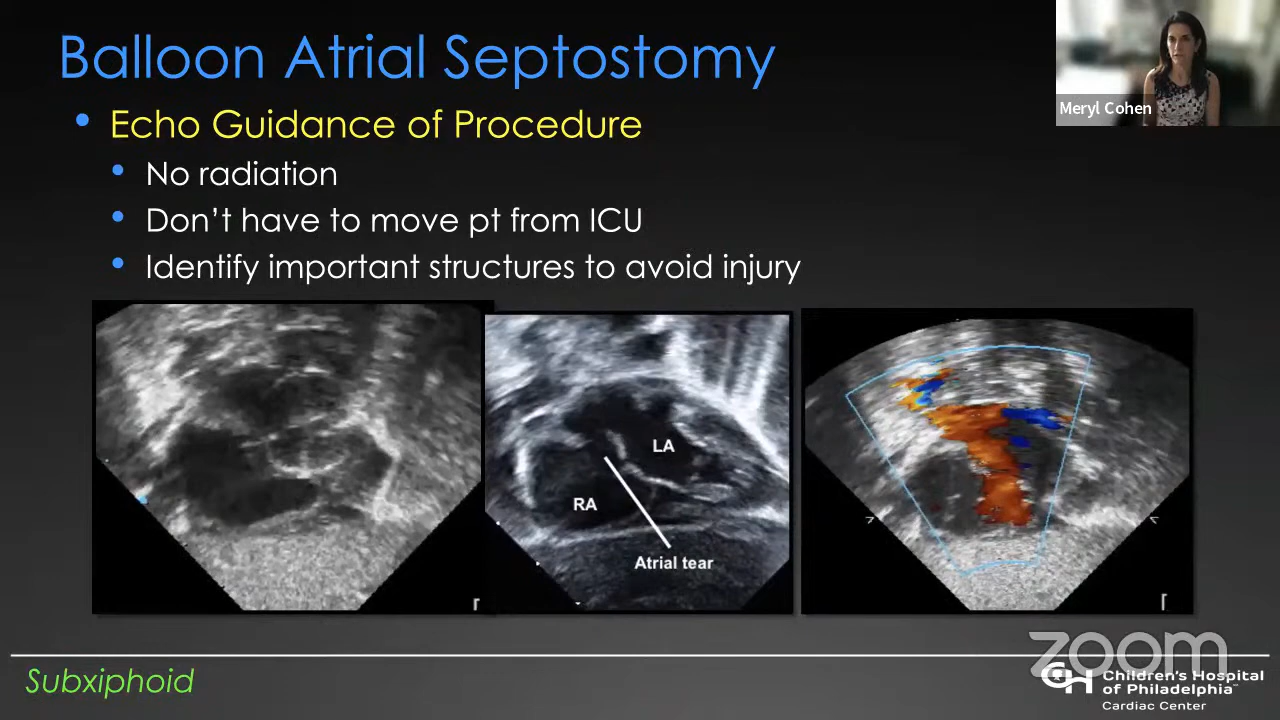 Balloon Atrial Septostomy
Meryl Cohen
Echo Guidance of Procedure
No radiation
Don't have to move pt from ICU
Identify important structures to avoid injury
LA
RA
Atrial tear
zoom
Subxiphoid
CH Children's Hospital
of Philadelphia
Cardiac Center